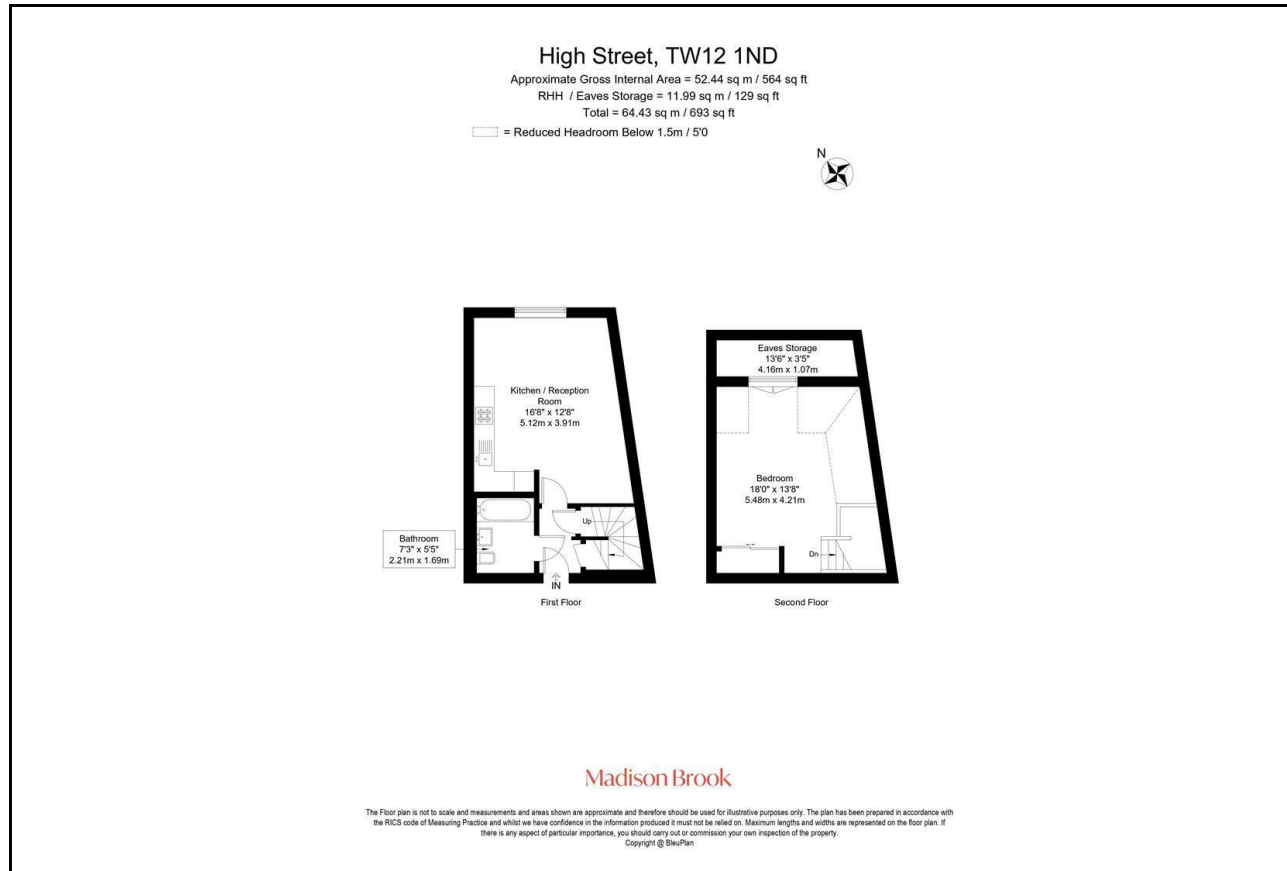 High Street, TW12 1ND
Approximate Gross Internal Area = 52.44 sq m / 564 sq ft
RHH / Eaves Storage = 11.99 sq m / 129 sq ft
Total = 64.43 sq m / 693 sq ft
= Reduced Headroom Below 1.5m / 5'0
N
Kitchen / Reception
Room
16'8" x 12'8"
5.12m x 3.91m
Up
Bathroom
7'3" x 5'5"
2.21m x 1.69m
IN
First Floor
Eaves Storage
13'6" x 3'5"
4.16m x 1.07m
Bedroom
18'0" x 13'8"
5.48m x 4.21m
Dn
Second Floor
Madison Brook
The Floor plan is not to scale and measurements and areas shown are approximate and therefore should be used for illustrative purposes only. The plan has been prepared in accordance with
the RICS code of Measuring Practice and whilst we have confidence in the information produced it must not be relied on. Maximum lengths and widths are represented on the floor plan. If
there is any aspect of particular importance, you should carry out or commission your own inspection of the property.
Copyright @ BleuPlan